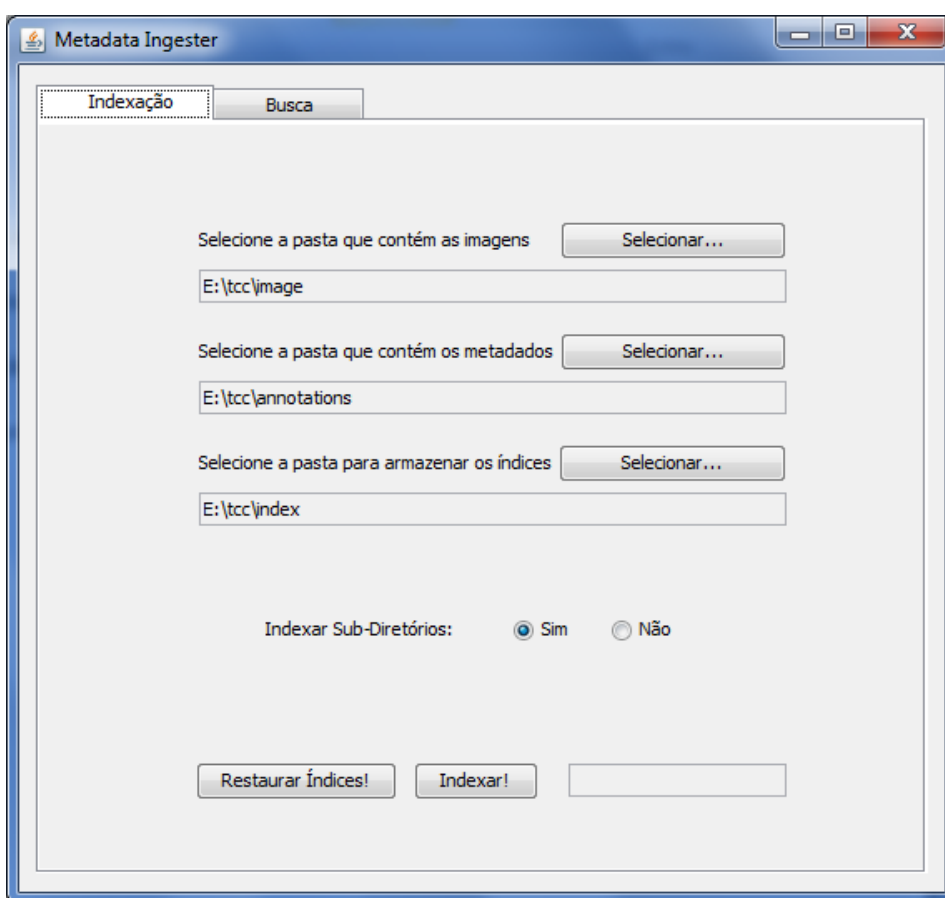 Metadata Ingester
Indexação Busca
Selecione a pasta que contém as imagens Selecionar...
E:\tcc\image
Selecione a pasta que contém os metadados Selecionar...
E:\tcc\annotations
Selecione a pasta para armazenar os índices Selecionar...
E:\tcc\index
Indexar Sub-Diretórios: Sim Não
Restaurar Índices! Indexar!